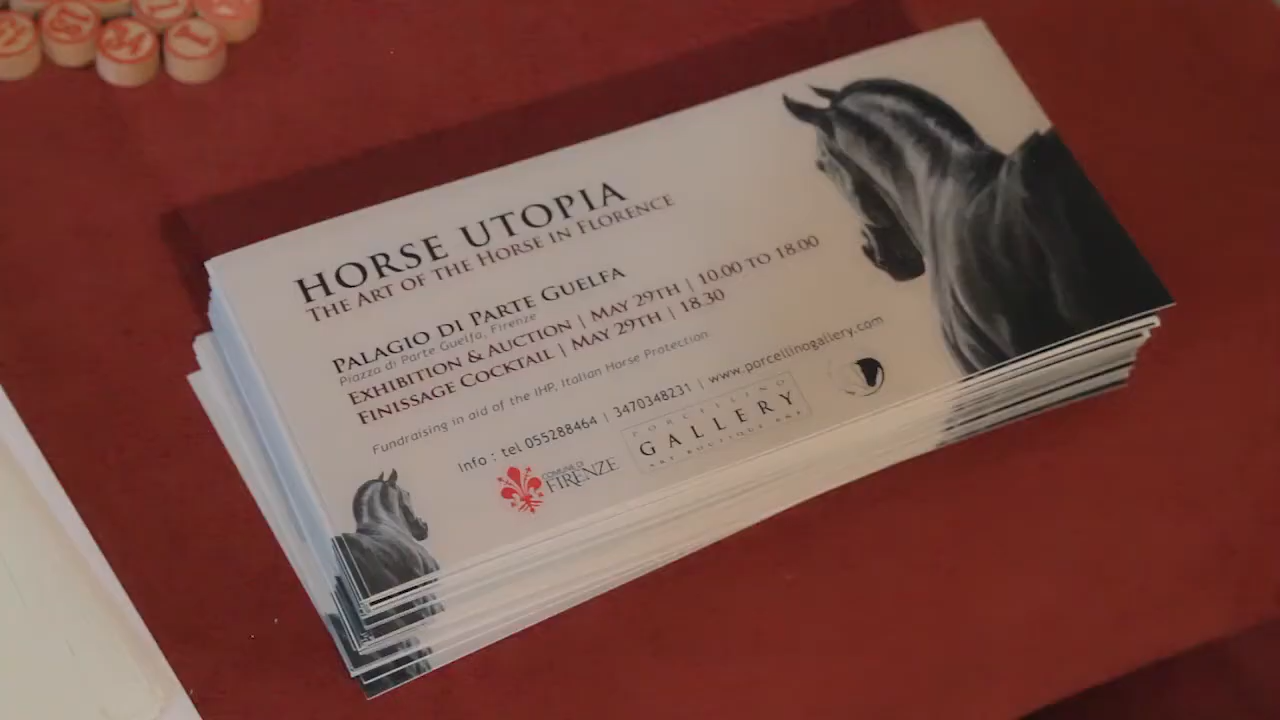 HORSE UTOPIA
THE ART OF THE HORSE IN FLORENCE
PALAGIO DI PARTE GUELFA
Piazza di Parte Guelfa, Firenze
EXHIBITION & AUCTION | MAY 29TH | 10.00 TO 18.00
FINISSAGE COCKTAIL | MAY 29TH | 18.30
Fundraising in aid of the IHP, Italian Horse Protection
Info : tel 055288464 | 3470348231 | www.porcellinogallery.com
COMUNE DI
FIRENZE
PORCELLINO
GALLERY
ART BOUTIQUE